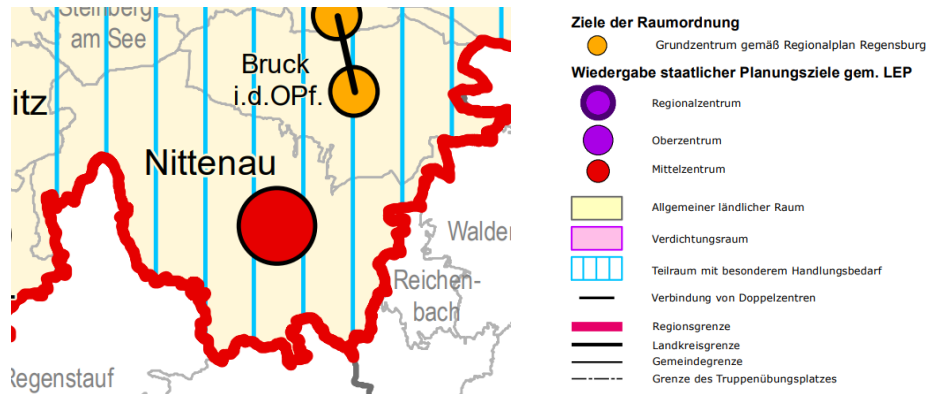 Steinberg
am See
Bruck
i.d.OPf.
itz
Nittenau
Walder
Reichen-
bach
Regenstauf
Ziele der Raumordnung
Grundzentrum gemäß Regionalplan Regensburg
Wiedergabe staatlicher Planungsziele gem. LEP
Regionalzentrum
Oberzentrum
Mittelzentrum
Allgemeiner ländlicher Raum
Verdichtungsraum
Teilraum mit besonderem Handlungsbedarf
Verbindung von Doppelzentren
Regionsgrenze
Landkreisgrenze
Gemeindegrenze
Grenze des Truppenübungsplatzes